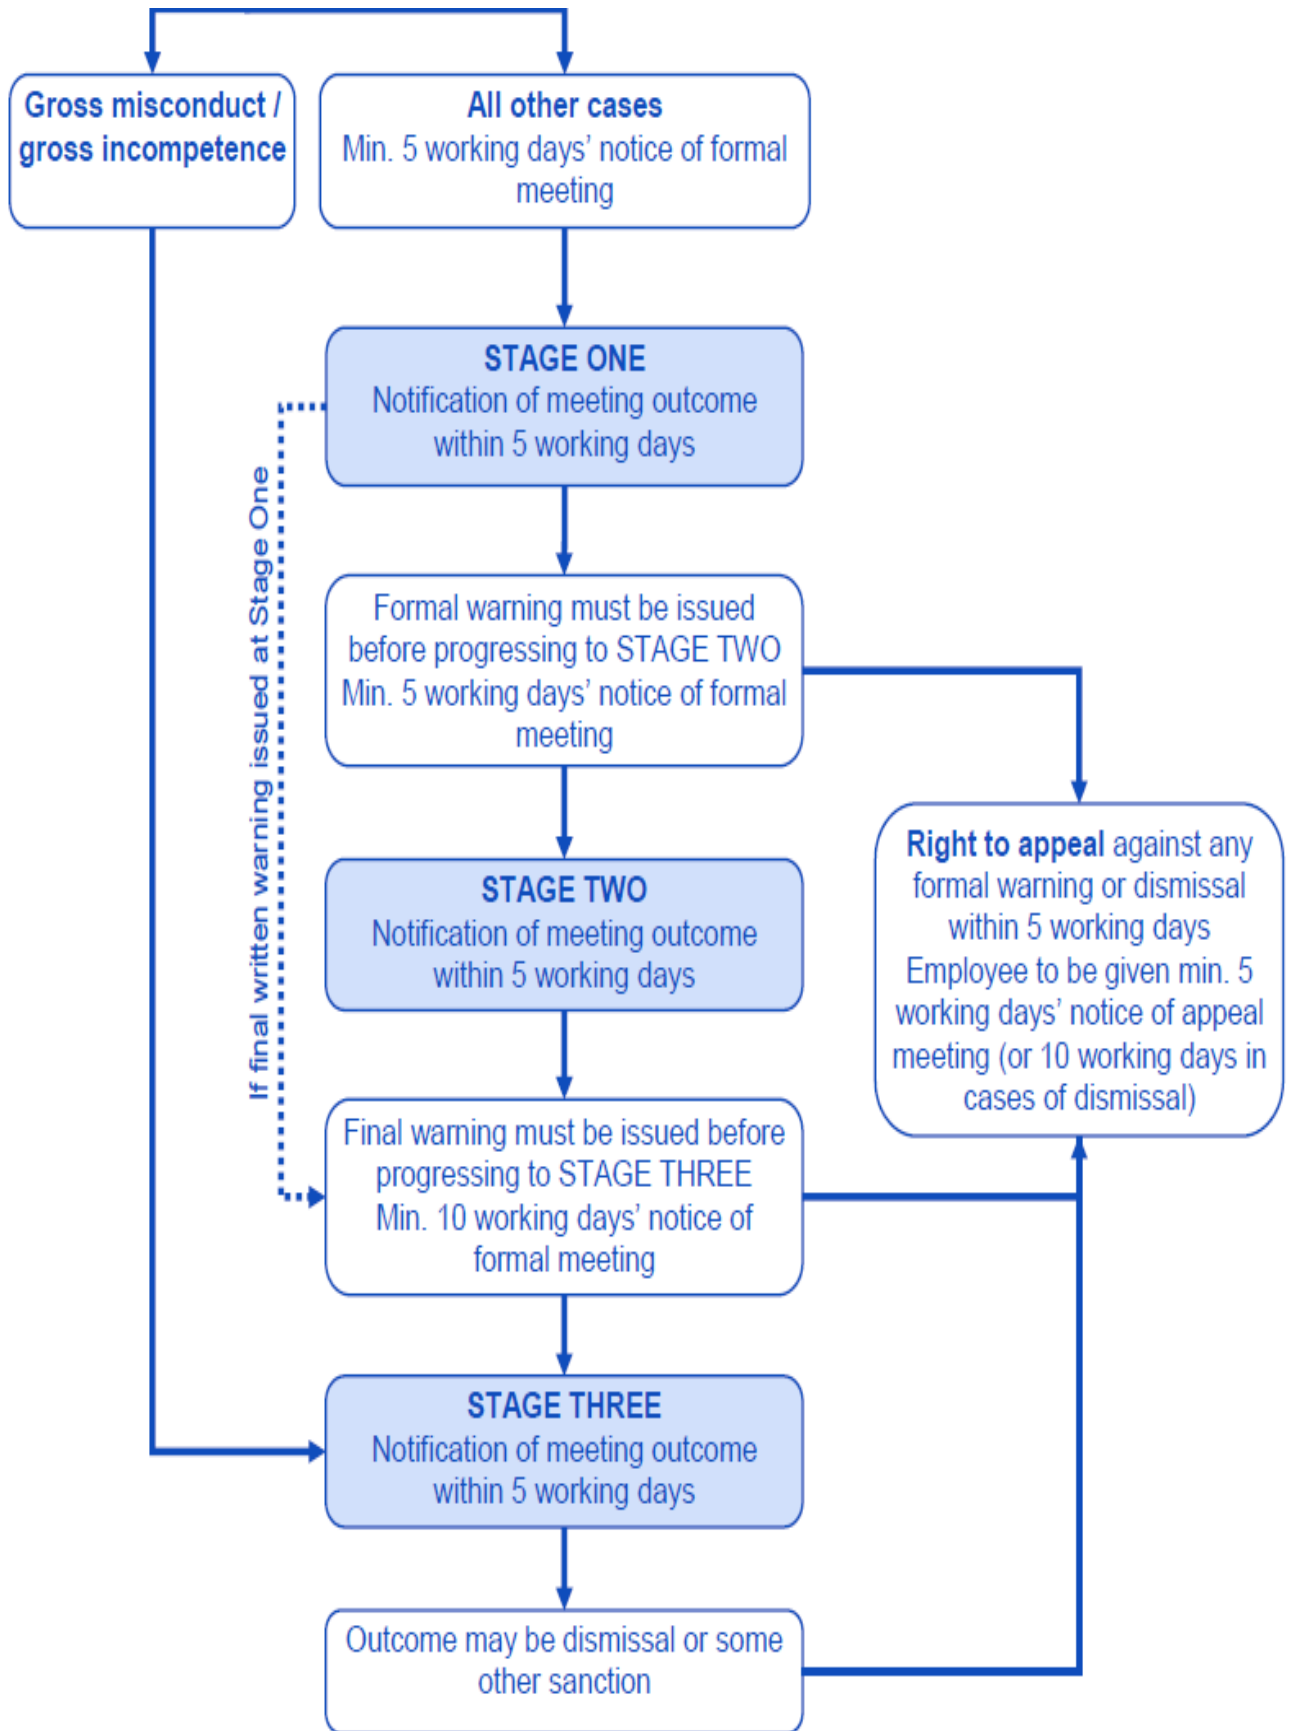 Gross misconduct /
gross incompetence
All other cases
Min. 5 working days’ notice of formal
meeting
STAGE ONE
Notification of meeting outcome
within 5 working days
If final written warning issued at Stage One
Formal warning must be issued
before progressing to STAGE TWO
Min. 5 working days’ notice of formal
meeting
STAGE TWO
Notification of meeting outcome
within 5 working days
Right to appeal against any
formal warning or dismissal
within 5 working days
Employee to be given min. 5
working days’ notice of appeal
meeting (or 10 working days in
cases of dismissal)
Final warning must be issued before
progressing to STAGE THREE
Min. 10 working days’ notice of
formal meeting
STAGE THREE
Notification of meeting outcome
within 5 working days
Outcome may be dismissal or some
other sanction